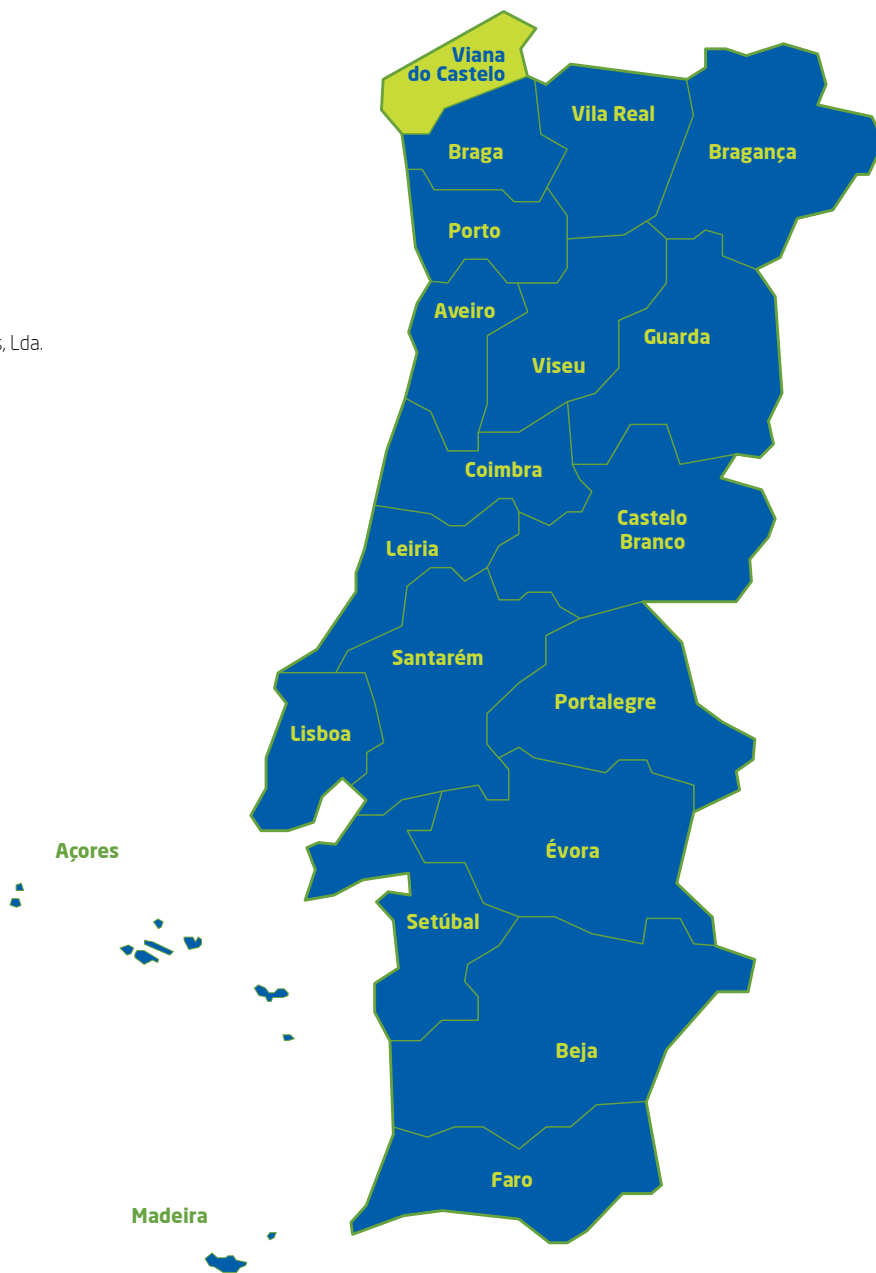 Viana
do Castelo
Vila Real
Braga
Bragança
Porto
Aveiro
s, Lda.
Guarda
Viseu
Coimbra
Castelo
Branco
Leiria
Santarém
Portalegre
Lisboa
Açores
Évora
Setúbal
Beja
Faro
Madeira